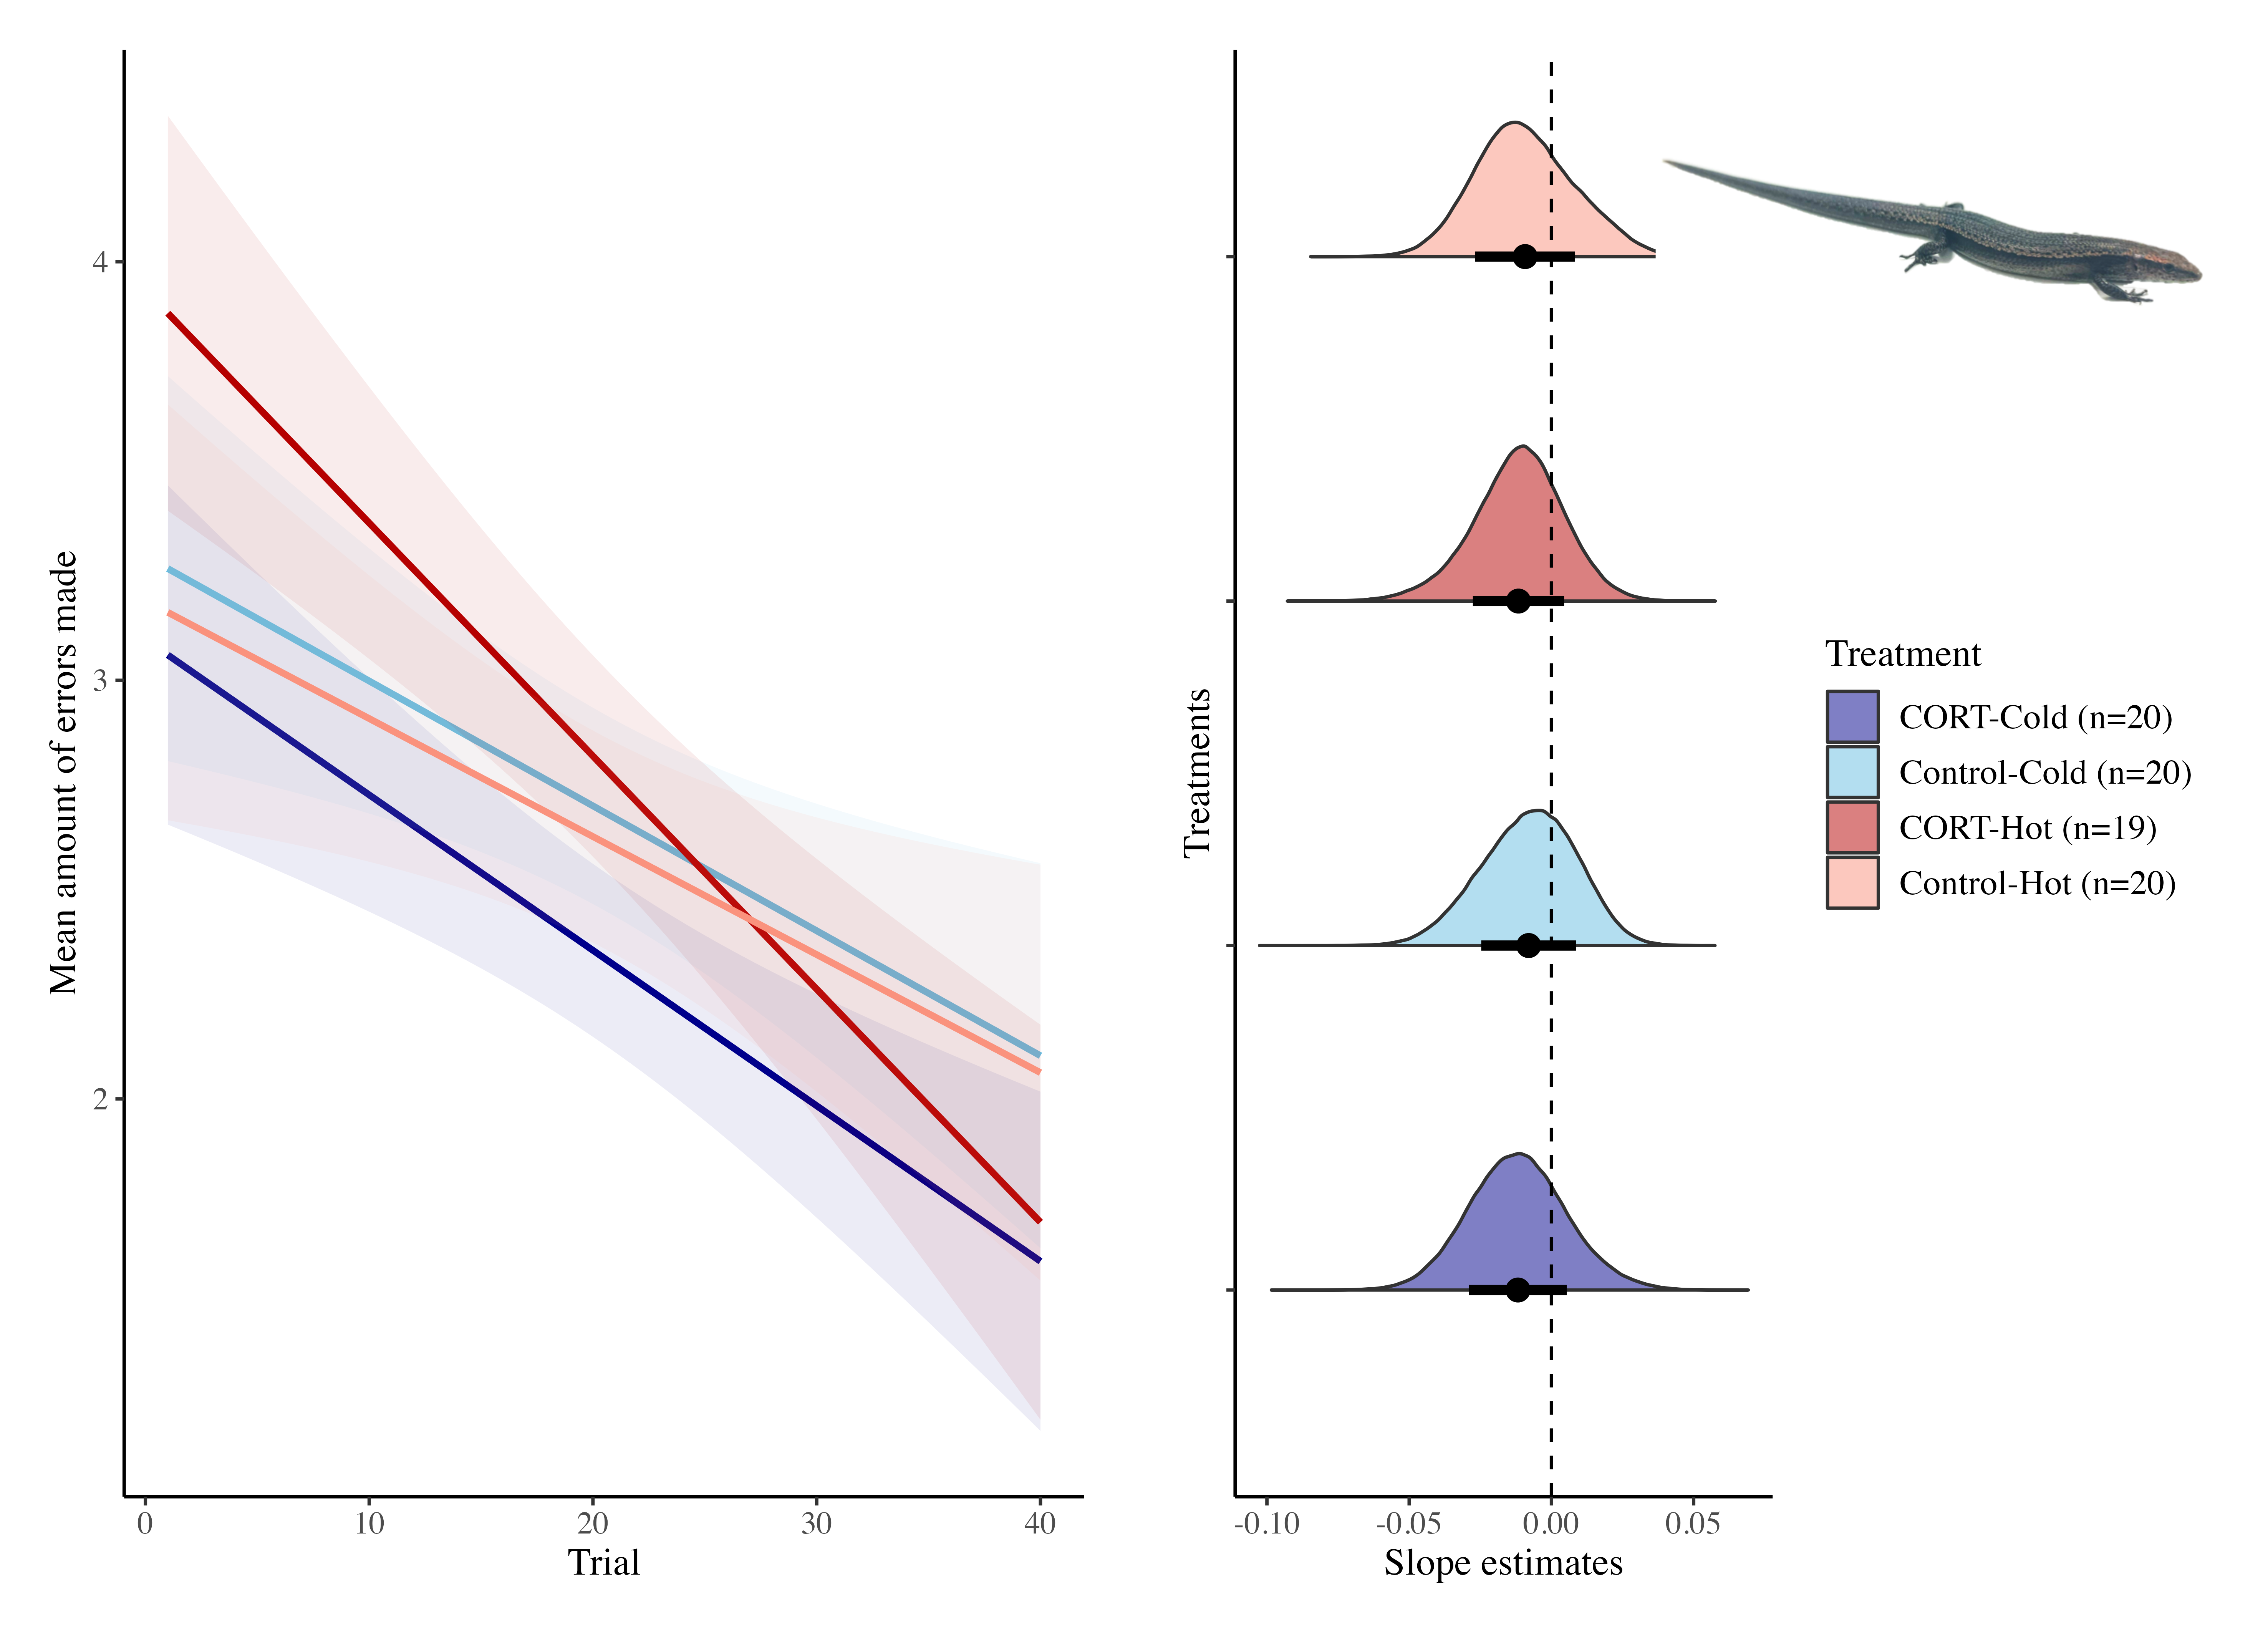 Mean amount of errors made
4
3
2
0 10 20 30 40
Trial
Treatments
-0.10 -0.05 0.00 0.05
Slope estimates
Treatment
CORT-Cold (n=20)
Control-Cold (n=20)
CORT-Hot (n=19)
Control-Hot (n=20)